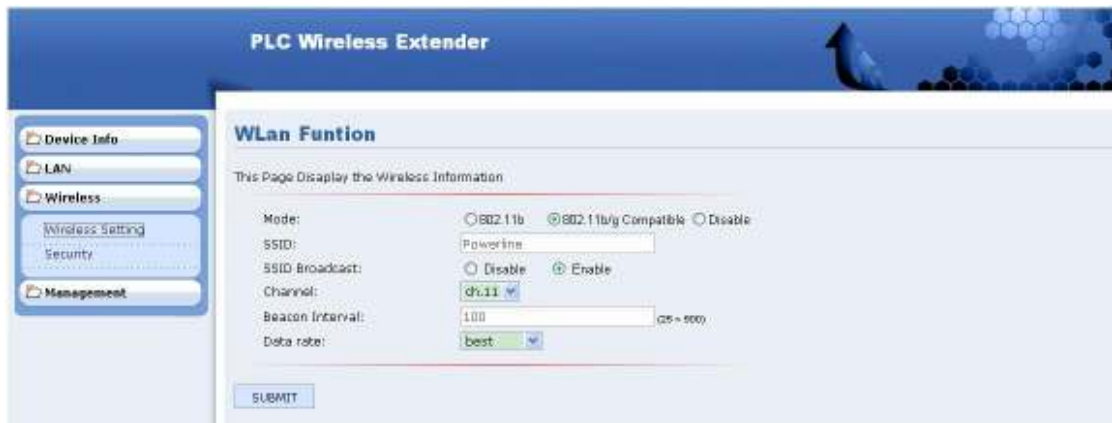 PLC Wireless Extender
Device Info
LAN
Wireless
Wireless Setting
Security
Management
WLan Funtion
This Page Disaplay the Wireless Information
Mode: 802.11b 802.11b/g Compatible Disable
SSID: Powerline
SSID Broadcast: Disable Enable
Channel: ch.11
Beacon Interval: 100 (25 ~ 500)
Data rate: best
SUBMIT